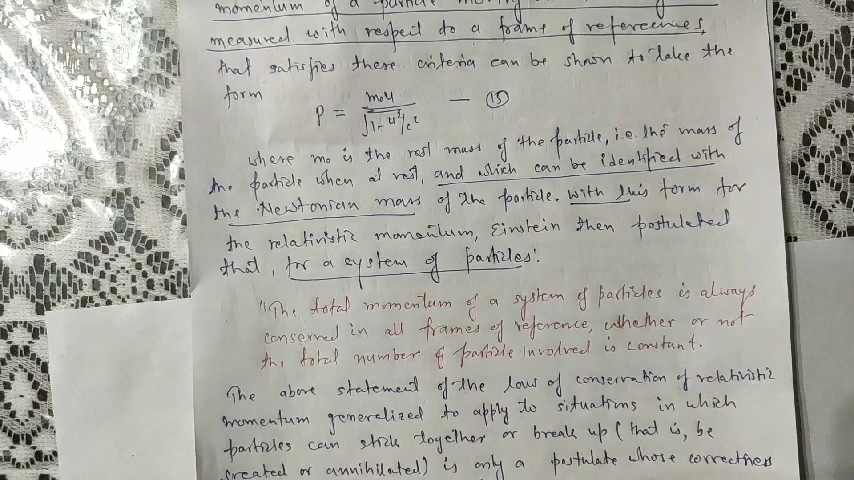 momentum of a particle moving
measured with respect to a frame of refereences,
that satisfies these criteria can be shown to take the
form
P = m₀u / √1-u²/c² — (15)
where m₀ is the rest mass of the particle, i.e. the mass of
the particle when at rest, and which can be identified with
the Newtonian mass of the particle. With this form for
the relativistic momentum, Einstein then postulated
that, for a system of particles:
"The total momentum of a system of particles is always
conserved in all frames of reference, whether or not
the total number of particle involved is constant.
The above statement of the law of conservation of relativistic
momentum generalized to apply to situations in which
particles can stick together or break up (that is, be
created or annihilated) is only a postulate whose correctness